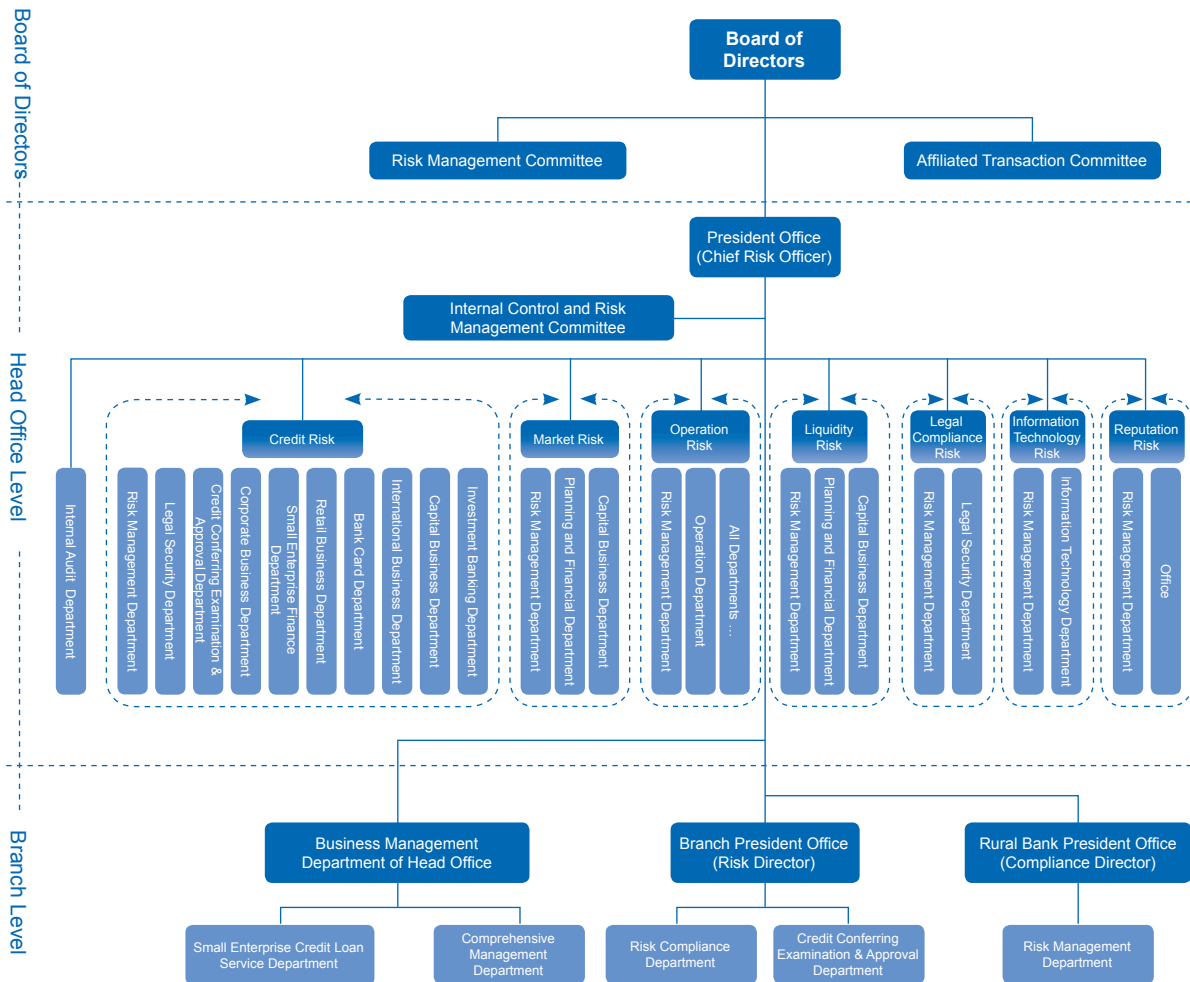 Board of Directors
Board of
Directors
Risk Management Committee
Affiliated Transaction Committee
Head Office Level
President Office
(Chief Risk Officer)
Internal Control and Risk
Management Committee
Credit Risk
Market Risk
Operation
Risk
Liquidity
Risk
Legal
Compliance
Risk
Information
Technology
Risk
Reputation
Risk
Internal Audit Department
Risk Management Department
Legal Security Department
Credit Conferring Examination &
Approval Department
Corporate Business Department
Small Enterprise Finance
Department
Retail Business Department
Bank Card Department
International Business Department
Capital Business Department
Investment Banking Department
Risk Management Department
Planning and Financial Department
Capital Business Department
Risk Management Department
Operation Department
All Departments ...
Risk Management Department
Planning and Financial Department
Capital Business Department
Risk Management Department
Legal Security Department
Risk Management Department
Information Technology Department
Risk Management Department
Office
Branch Level
Business Management
Department of Head Office
Branch President Office
(Risk Director)
Rural Bank President Office
(Compliance Director)
Small Enterprise Credit Loan
Service Department
Comprehensive
Management
Department
Risk Compliance
Department
Credit Conferring
Examination & Approval
Department
Risk Management
Department